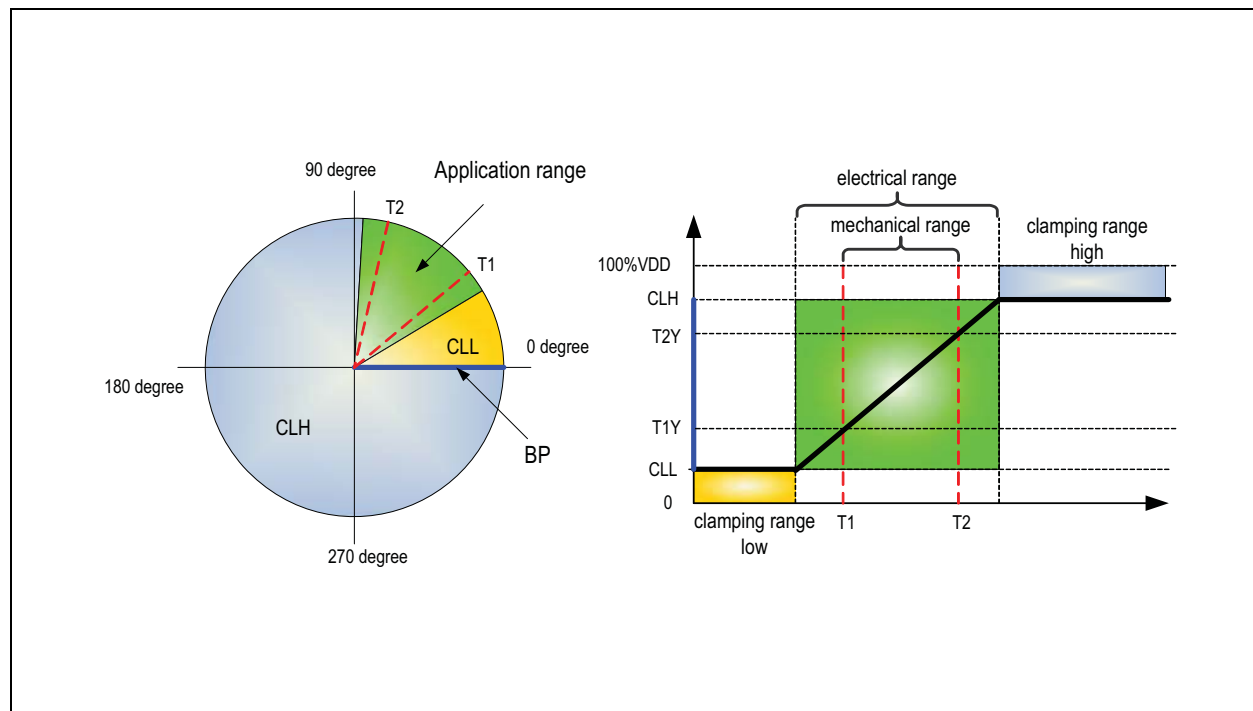 90 degree
Application range
T2
T1
CLL
0 degree
180 degree
CLH
BP
270 degree
electrical range
mechanical range
clamping range
high
100%VDD
CLH
T2Y
T1Y
CLL
0
clamping range
low
T1
T2